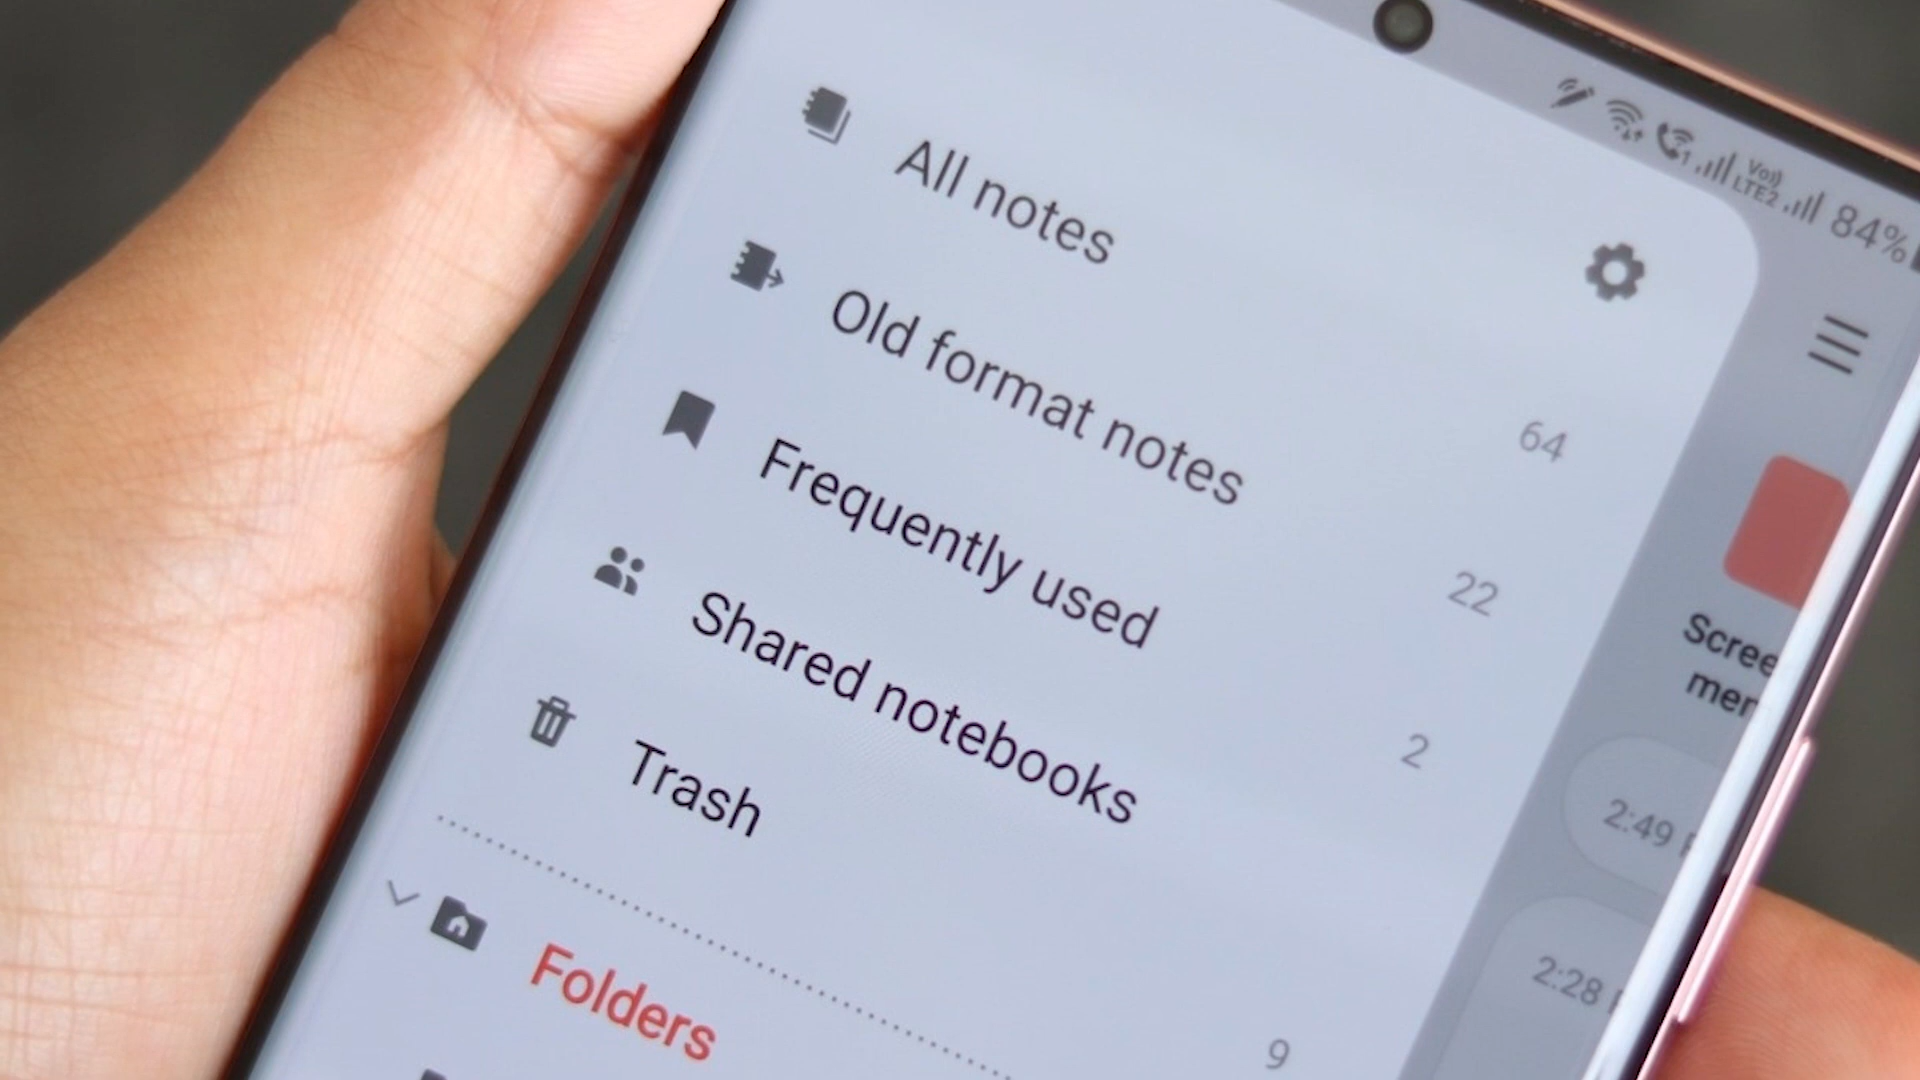 Vo)) LTE2 84%
All notes 64
Old format notes 22
Frequently used 2
Shared notebooks
Trash 9
Folders
Scree
mer
2:49
2:28